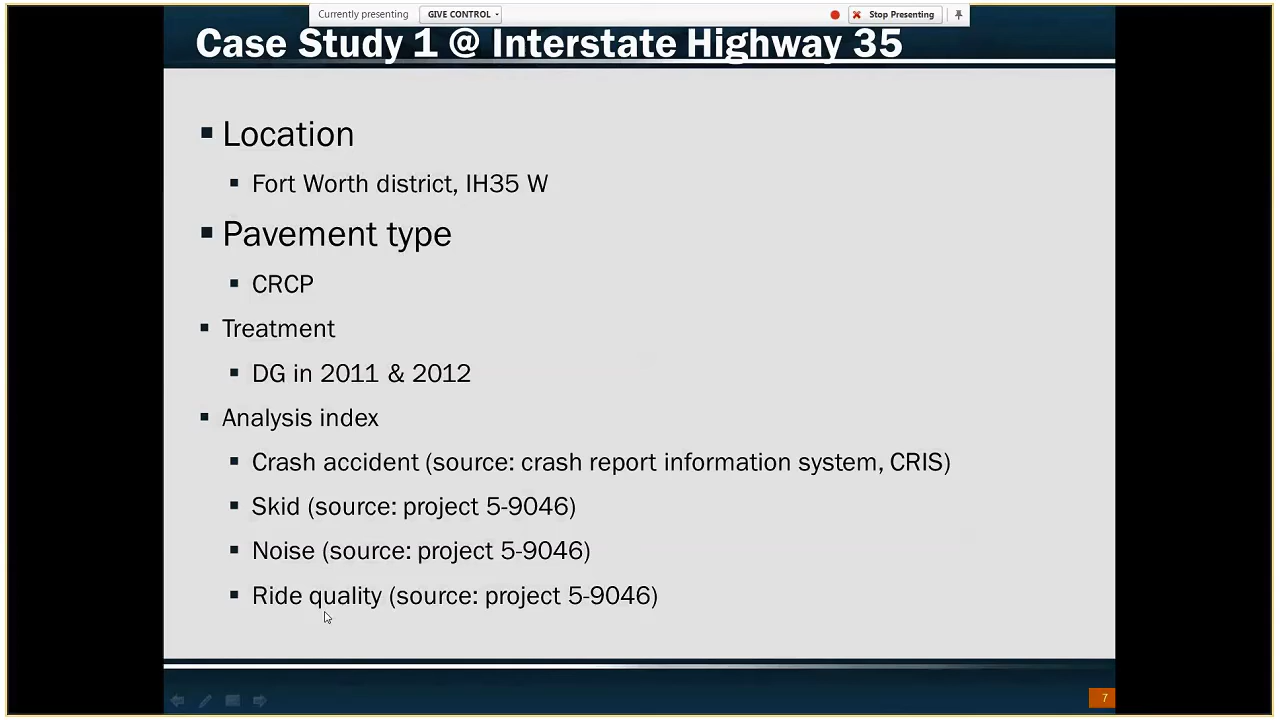 Currently presenting GIVE CONTROL Stop Presenting
Case Study 1 @ Interstate Highway 35
Location
Fort Worth district, IH35 W
Pavement type
CRCP
Treatment
DG in 2011 & 2012
Analysis index
Crash accident (source: crash report information system, CRIS)
Skid (source: project 5-9046)
Noise (source: project 5-9046)
Ride quality (source: project 5-9046)
7